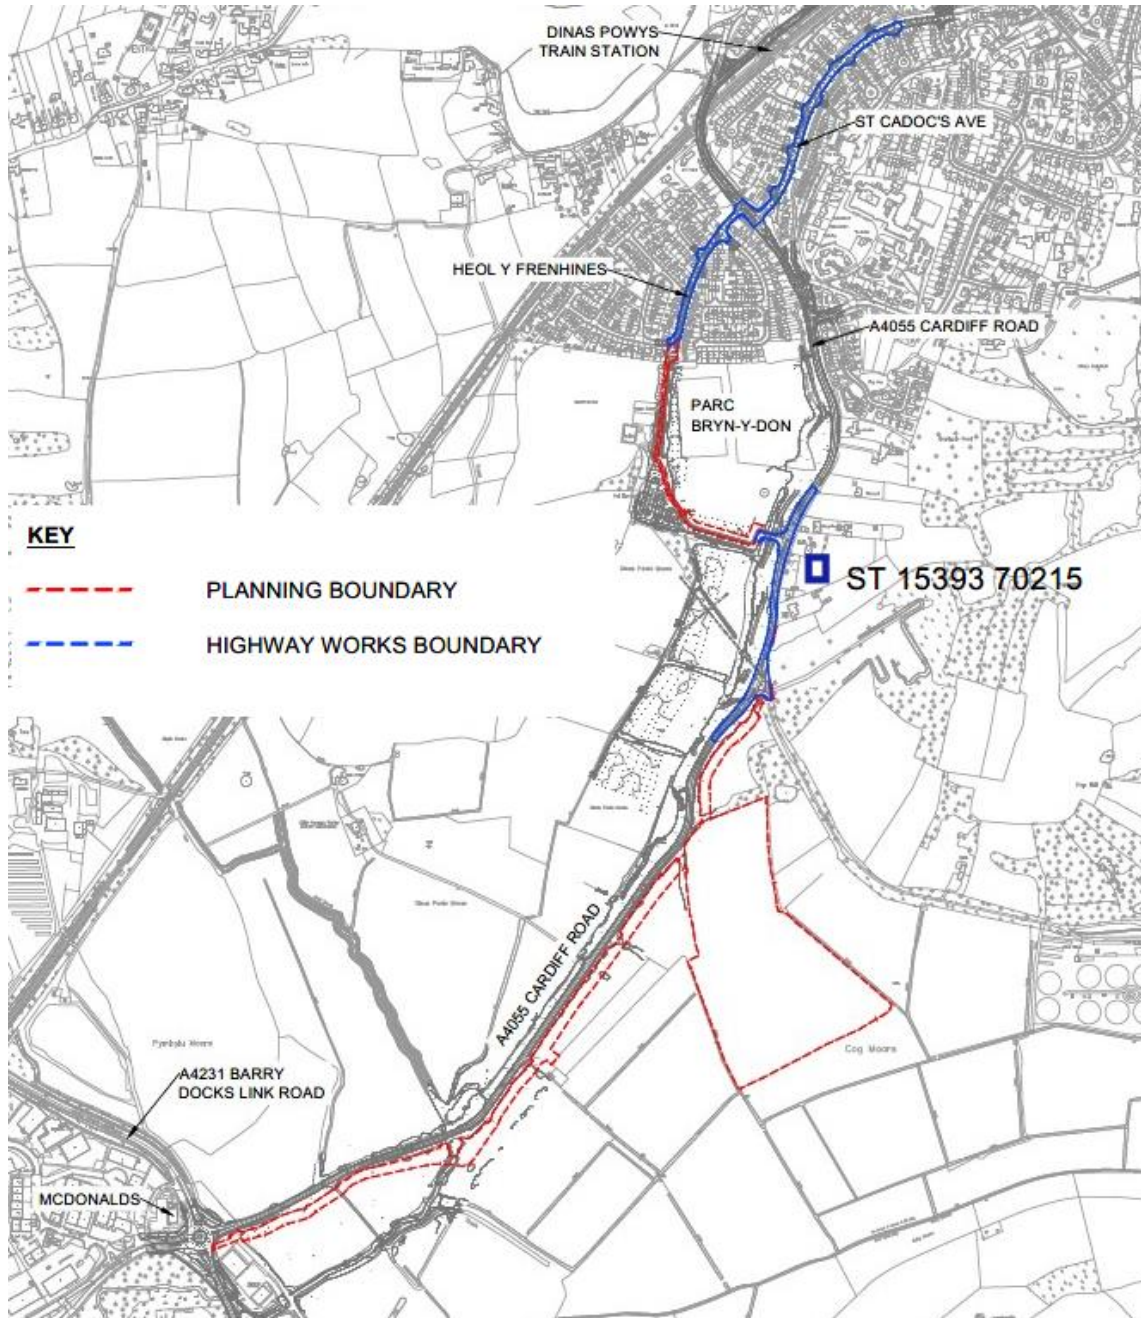 DINAS POWYS
TRAIN STATION
ST CADOC'S AVE
HEOL Y FRENHINES
A4055 CARDIFF ROAD
PARC
BRYN-Y-DON
KEY
PLANNING BOUNDARY
HIGHWAY WORKS BOUNDARY
ST 15393 70215
A4055 CARDIFF ROAD
Cog Moors
A4231 BARRY
DOCKS LINK ROAD
MCDONALDS